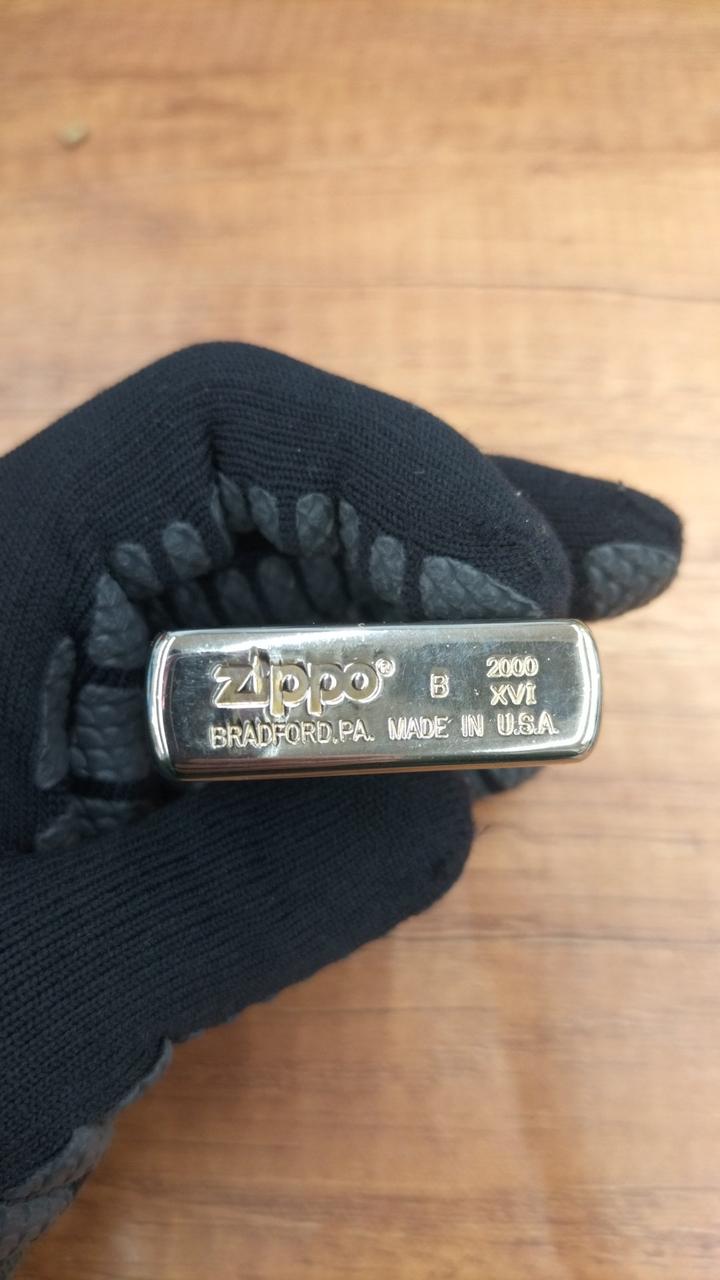 zippo® B 2000
XVI
BRADFORD,PA. MADE IN U.S.A.